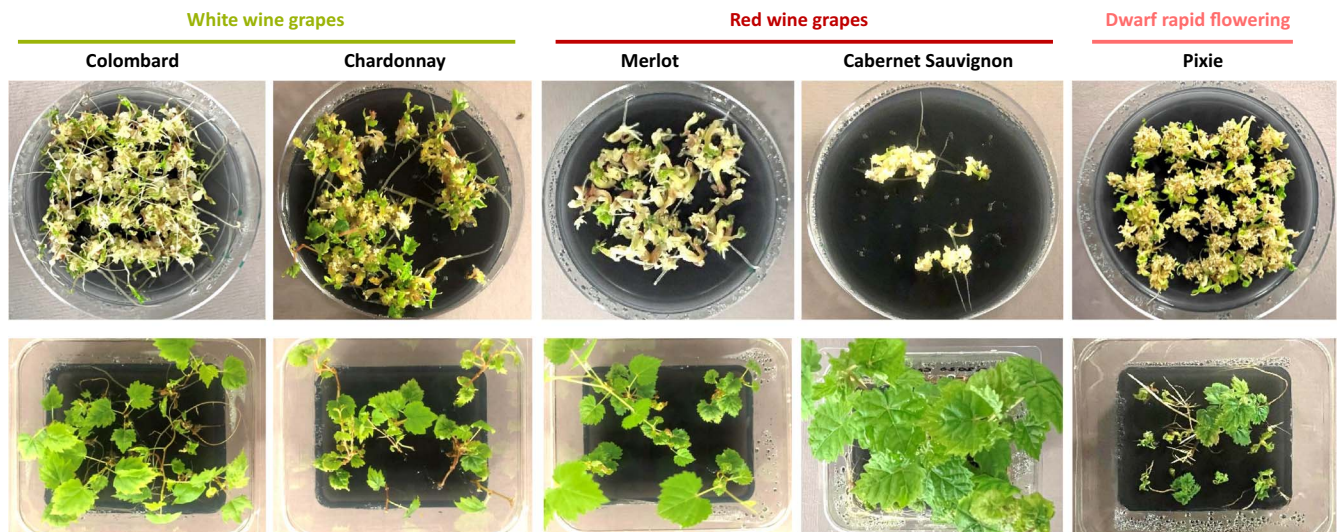 White wine grapes
Red wine grapes
Dwarf rapid flowering
Colombard
Chardonnay
Merlot
Cabernet Sauvignon
Pixie